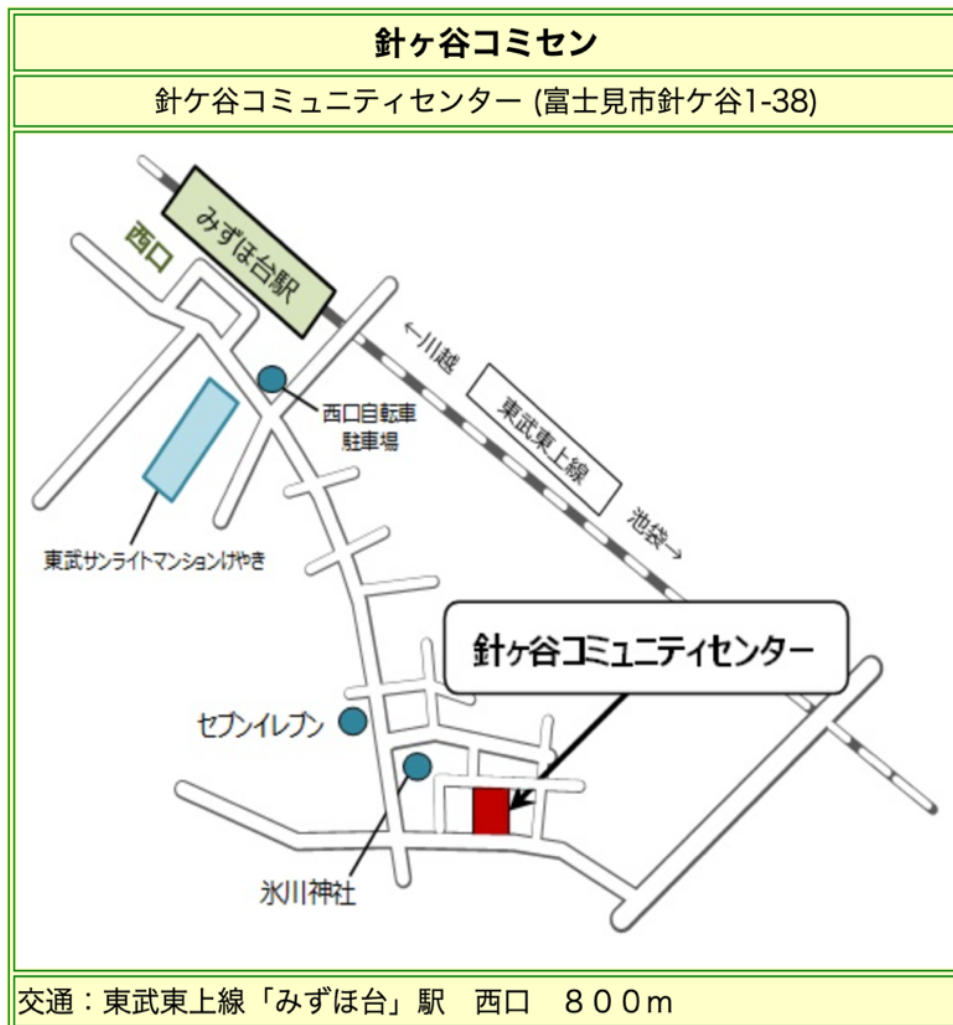 針ヶ谷コミセン
針ケ谷コミュニティセンター (富士見市針ケ谷1-38)
みずほ台駅
西口
←川越
東武東上線
池袋→
西口自転車
駐車場
東武サンライトマンションけやき
針ヶ谷コミュニティセンター
セブンイレブン
氷川神社
交通：東武東上線「みずほ台」駅　西口　８００ｍ